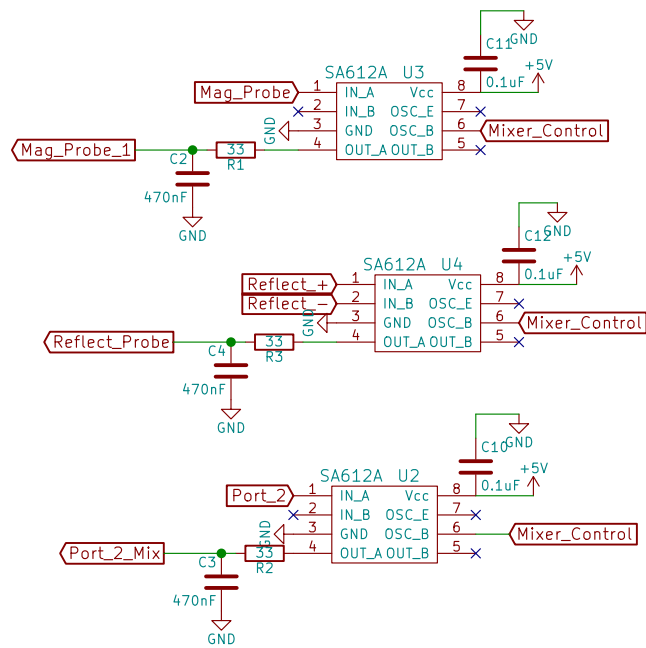 C11 GND
+5V
SA612A U3
0.1uF
Mag_Probe 1 IN_A Vcc 8
2 IN_B OSC_E 7
GND 3 GND OSC_B 6 Mixer_Control
4 OUT_A OUT_B 5
Mag_Probe_1 C2 33
R1
470nF
GND
C12 GND
+5V
SA612A U4
0.1uF
Reflect_+ 1 IN_A Vcc 8
Reflect_- 2 IN_B OSC_E 7
GND 3 GND OSC_B 6 Mixer_Control
4 OUT_A OUT_B 5
Reflect_Probe C4 33
R3
470nF
GND
C10 GND
+5V
SA612A U2
0.1uF
Port_2 1 IN_A Vcc 8
2 IN_B OSC_E 7
GND 3 GND OSC_B 6 Mixer_Control
4 OUT_A OUT_B 5
Port_2_Mix C3 33
R2
470nF
GND